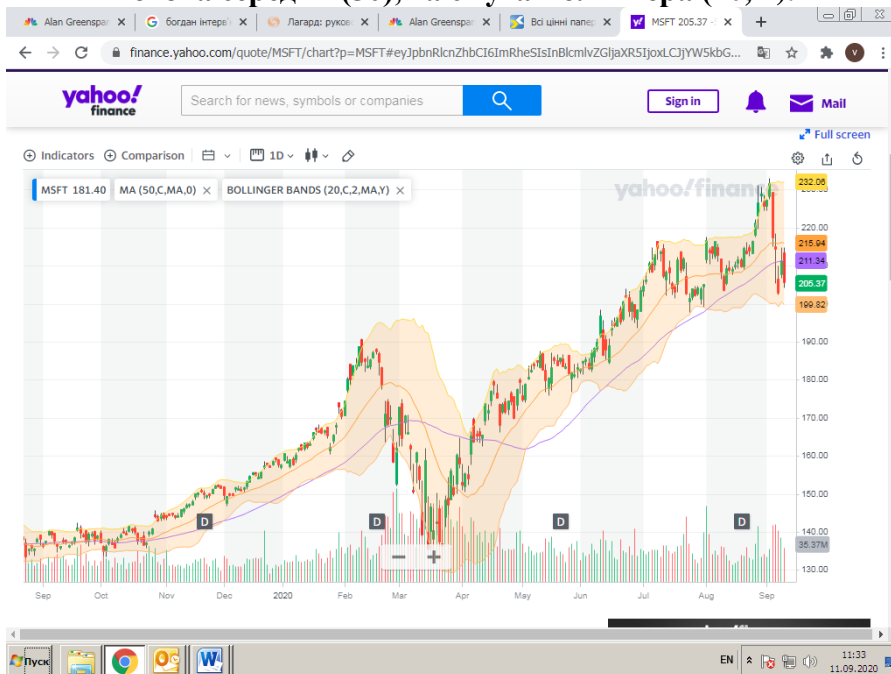 Alan Greenspar
богдан інтерв'
Лагард: руков
Alan Greenspar
Всі цінні папер
MSFT 205.37 -
finance.yahoo.com/quote/MSFT/chart?p=MSFT#eyJpbnRlcnZhbCI6ImRheSIsInBlcmlvZGljaXR5IjoxLCJjYW5kbG...
V
yahoo! finance
Search for news, symbols or companies
Sign in
Mail
Full screen
Indicators Comparison 1D
MSFT 181.40 MA (50,C,MA,0) BOLLINGER BANDS (20,C,2,MA,Y)
yahoo!finance
232.06
220.00
215.94
211.34
205.37
199.82
190.00
180.00
170.00
160.00
150.00
D D D D
140.00
35.37M
130.00
Sep Oct Nov Dec 2020 Feb Mar Apr May Jun Jul Aug Sep
Пуск
EN
11:33
11.09.2020